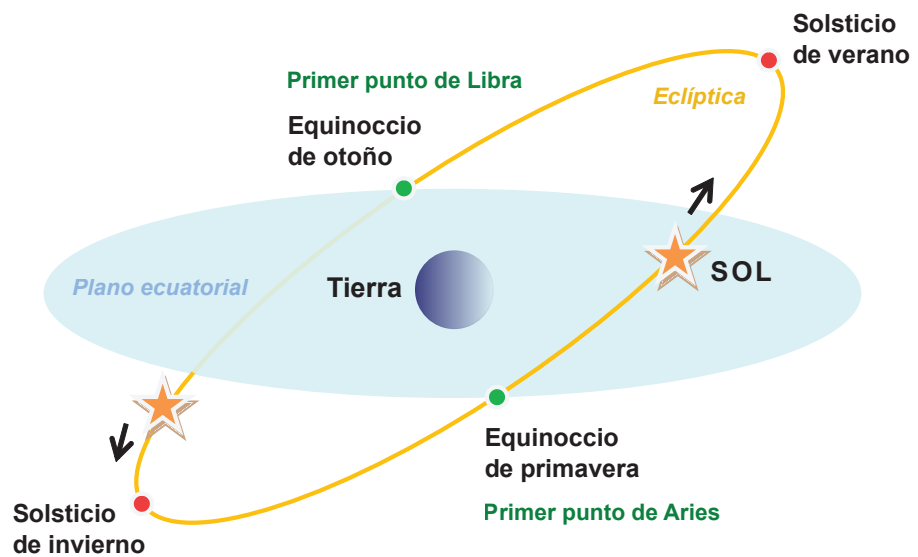 Solsticio
de verano
Primer punto de Libra
Eclíptica
Equinoccio
de otoño
Plano ecuatorial
Tierra
SOL
Equinoccio
de primavera
Primer punto de Aries
Solsticio
de invierno